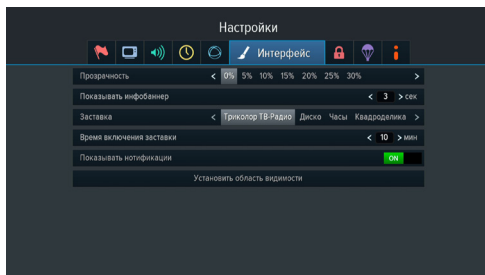 Настройки
Интерфейс
Прозрачность < 0% 5% 10% 15% 20% 25% 30% >
Показывать инфобаннер < 3 > сек
Заставка < Триколор ТВ-Радио Диско Часы Квадроделика >
Время включения заставки < 10 > мин
Показывать нотификации ON
Установить область видимости